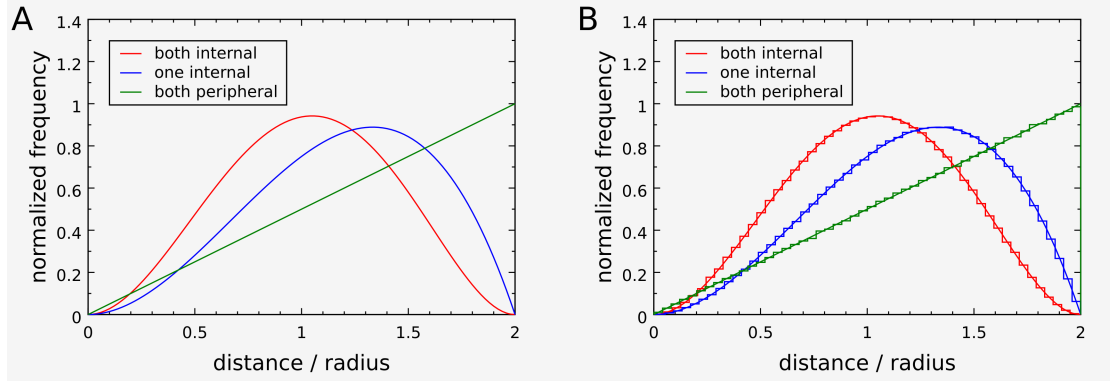 A
normalized frequency
1.4
1.2
1
0.8
0.6
0.4
0.2
0
both internal
one internal
both peripheral
0 0.5 1 1.5 2
distance / radius
B
normalized frequency
1.4
1.2
1
0.8
0.6
0.4
0.2
0
both internal
one internal
both peripheral
0 0.5 1 1.5 2
distance / radius